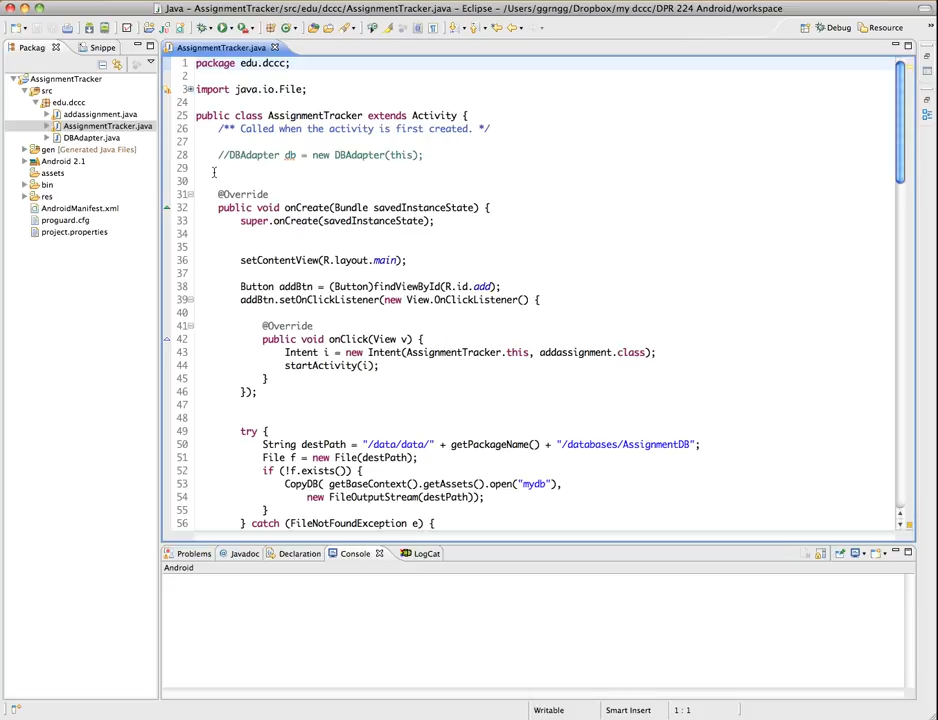 Java - AssignmentTracker/src/edu/dccc/AssignmentTracker.java - Eclipse - /Users/ggrngg/Dropbox/my dccc/DPR 224 Android/workspace
Debug
Resource
Packag
Snippe
AssignmentTracker.java
AssignmentTracker
src
edu.dccc
addassignment.java
AssignmentTracker.java
DBAdapter.java
gen [Generated Java Files]
Android 2.1
assets
bin
res
AndroidManifest.xml
proguard.cfg
project.properties
1 package edu.dccc;
2
3 import java.io.File;
24
25 public class AssignmentTracker extends Activity {
26 /** Called when the activity is first created. */
27
28 //DBAdapter db = new DBAdapter(this);
29
30
31 @Override
32 public void onCreate(Bundle savedInstanceState) {
33 super.onCreate(savedInstanceState);
34
35
36 setContentView(R.layout.main);
37
38 Button addBtn = (Button)findViewById(R.id.add);
39 addBtn.setOnClickListener(new View.OnClickListener() {
40
41 @Override
42 public void onClick(View v) {
43 Intent i = new Intent(AssignmentTracker.this, addassignment.class);
44 startActivity(i);
45 }
46 });
47
48
49 try {
50 String destPath = "/data/data/" + getPackageName() + "/databases/AssignmentDB";
51 File f = new File(destPath);
52 if (!f.exists()) {
53 CopyDB( getBaseContext().getAssets().open("mydb"),
54 new FileOutputStream(destPath));
55 }
56 } catch (FileNotFoundException e) {
Problems
@ Javadoc
Declaration
Console
LogCat
Android
Writable
Smart Insert
1 : 1